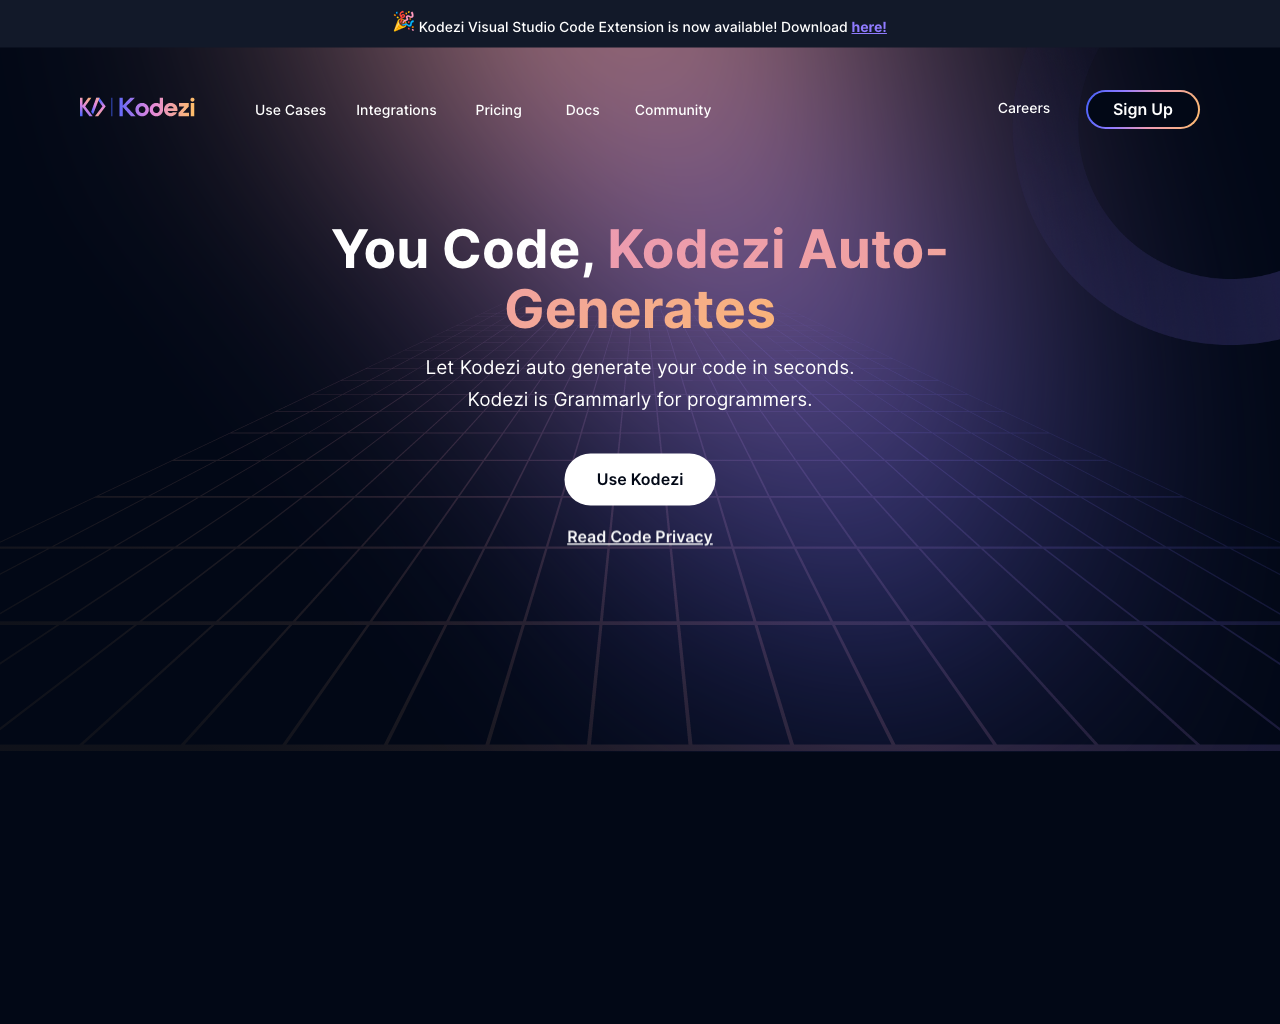 🎉 Kodezi Visual Studio Code Extension is now available! Download here!
Kodezi
Use Cases
Integrations
Pricing
Docs
Community
Careers
Sign Up
You Code, Kodezi Auto-
Generates
Let Kodezi auto generate your code in seconds.
Kodezi is Grammarly for programmers.
Use Kodezi
Read Code Privacy